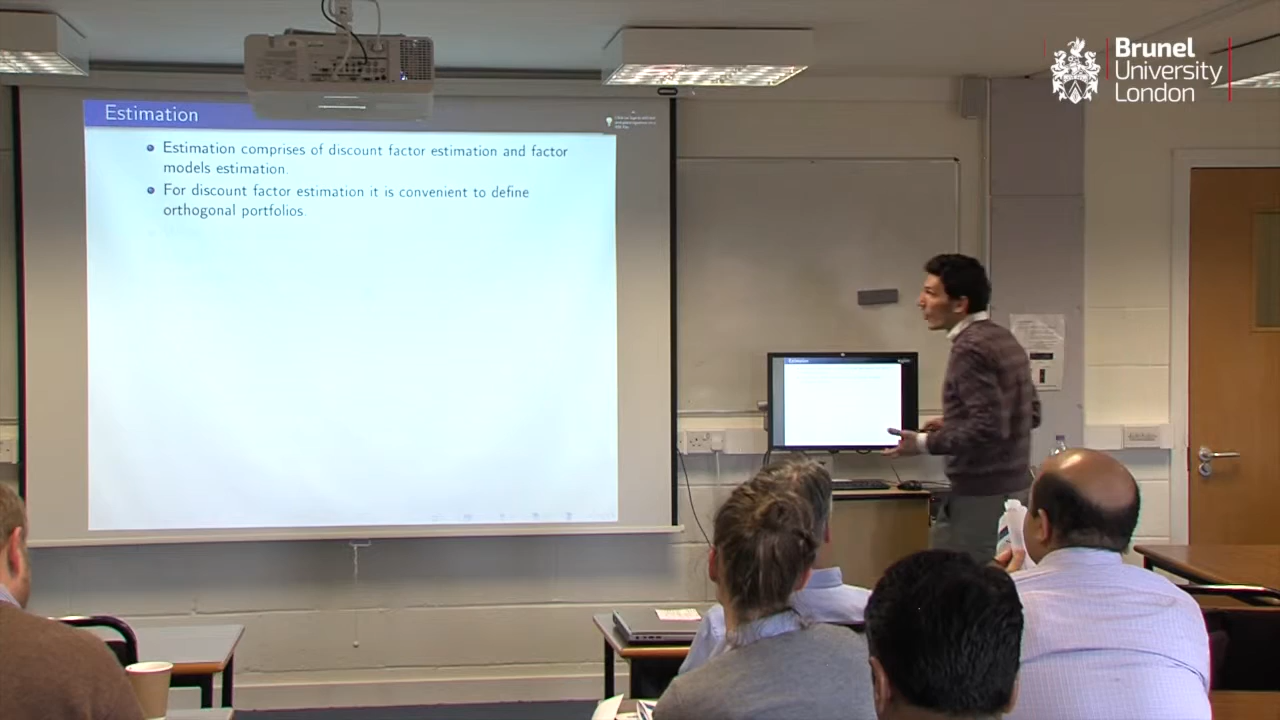 Brunel
University
London
Estimation
Estimation comprises of discount factor estimation and factor
models estimation.
For discount factor estimation it is convenient to define
orthogonal portfolios.
Estimation